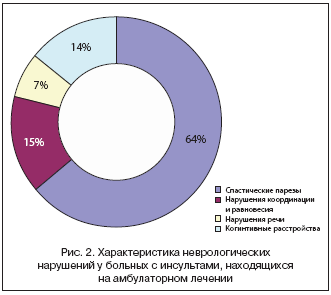 14%
7%
15%
64%
Спастические парезы
Нарушения координации
и равновесия
Нарушения речи
Когнитивные расстройства
Рис. 2. Характеристика неврологических
нарушений у больных с инсультами, находящихся
на амбулаторном лечении